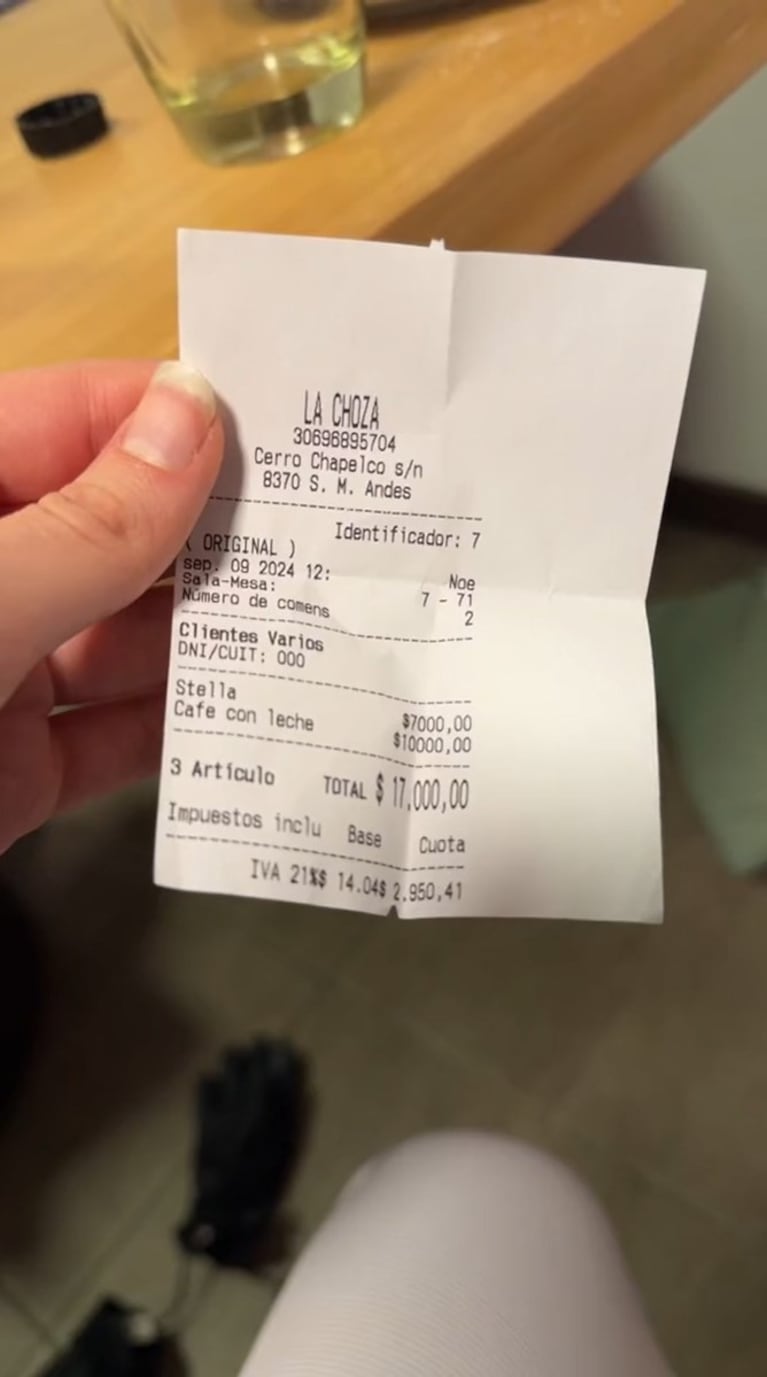 LA CHOZA
30696895704
Cerro Chapelco s/n
8370 S. M. Andes
Identificador: 7
( ORIGINAL )
sep. 09 2024 12: Noe
Sala-Mesa: 7 - 71
Número de comens 2
Clientes Varios
DNI/CUIT: 000
Stella $7000,00
Cafe con leche $10000,00
3 Artículo TOTAL $ 17,000,00
Impuestos inclu Base Cuota
IVA 21%$ 14.04$ 2.950,41